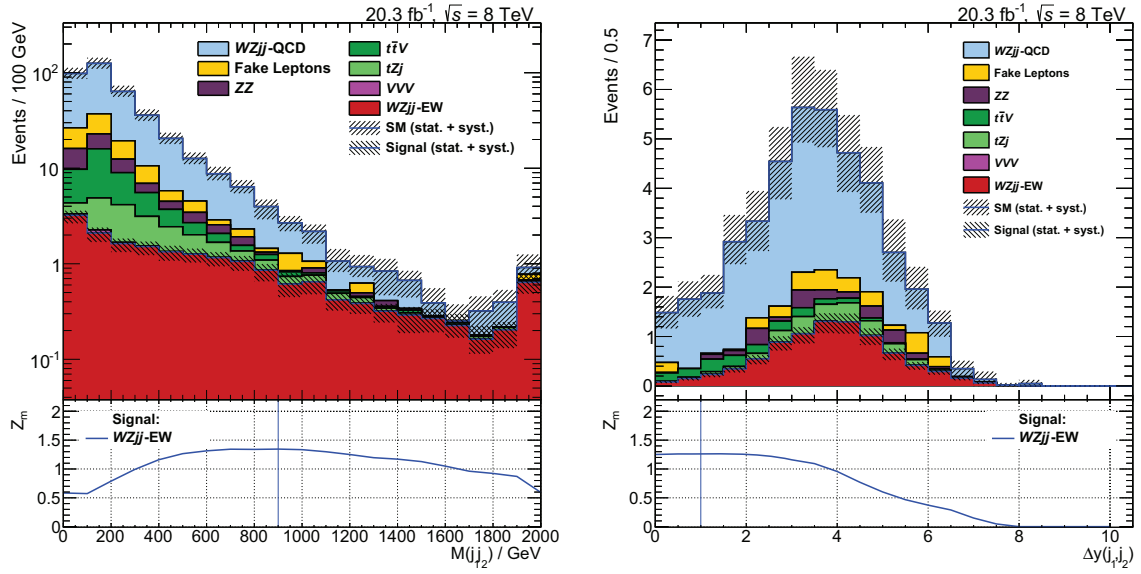 20.3 fb⁻¹, √s = 8 TeV
Events / 100 GeV
10²
10
1
10⁻¹
WZjj-QCD
Fake Leptons
ZZ
tt̄V
tZj
VVV
WZjj-EW
SM (stat. + syst.)
Signal (stat. + syst.)
Z_m
2
1.5
1
0.5
0
Signal:
WZjj-EW
0 200 400 600 800 1000 1200 1400 1600 1800 2000
M(j₁j₂) / GeV
20.3 fb⁻¹, √s = 8 TeV
Events / 0.5
7
6
5
4
3
2
1
0
WZjj-QCD
Fake Leptons
ZZ
tt̄V
tZj
VVV
WZjj-EW
SM (stat. + syst.)
Signal (stat. + syst.)
Z_m
2
1.5
1
0.5
0
Signal:
WZjj-EW
0 2 4 6 8 10
Δy(j₁,j₂)